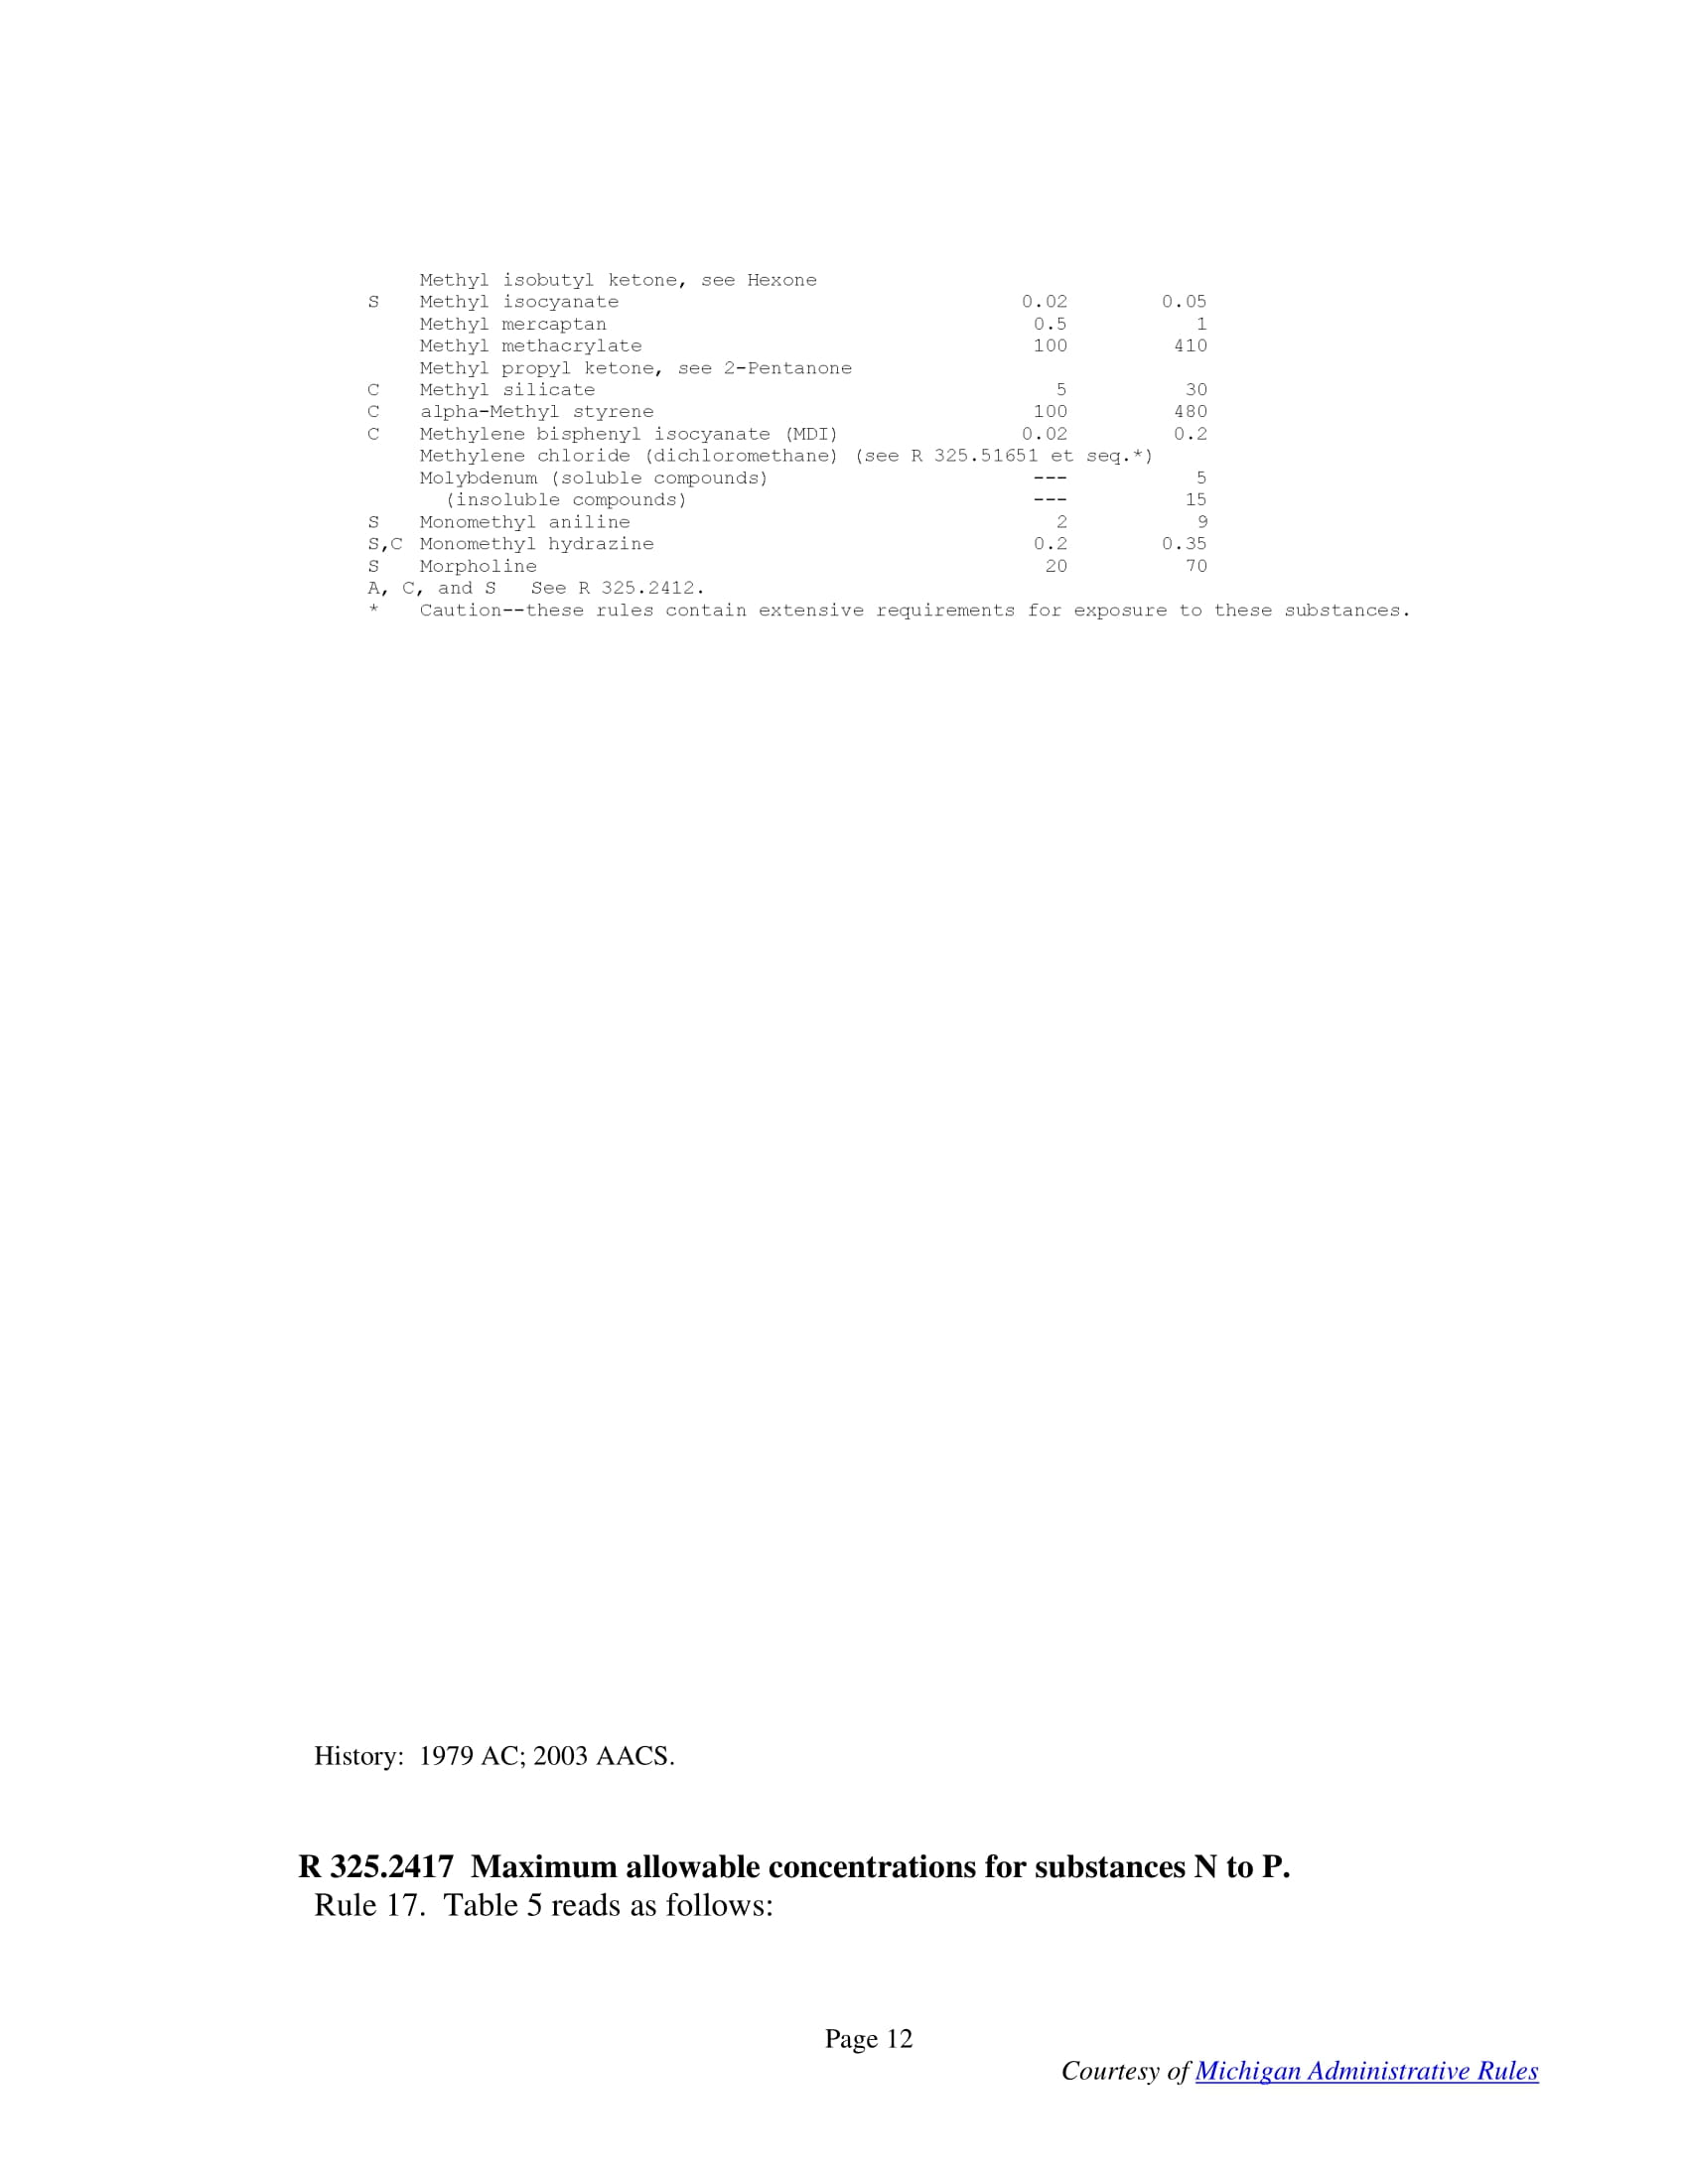 Methyl isobutyl ketone, see Hexone
S Methyl isocyanate 0.02 0.05
Methyl mercaptan 0.5 1
Methyl methacrylate 100 410
Methyl propyl ketone, see 2-Pentanone
C Methyl silicate 5 30
C alpha-Methyl styrene 100 480
C Methylene bisphenyl isocyanate (MDI) 0.02 0.2
Methylene chloride (dichloromethane) (see R 325.51651 et seq.*)
Molybdenum (soluble compounds) --- 5
(insoluble compounds) --- 15
S Monomethyl aniline 2 9
S,C Monomethyl hydrazine 0.2 0.35
S Morpholine 20 70
A, C, and S See R 325.2412.
* Caution--these rules contain extensive requirements for exposure to these substances.
History: 1979 AC; 2003 AACS.
R 325.2417 Maximum allowable concentrations for substances N to P.
Rule 17. Table 5 reads as follows:
Page 12
Courtesy of Michigan Administrative Rules